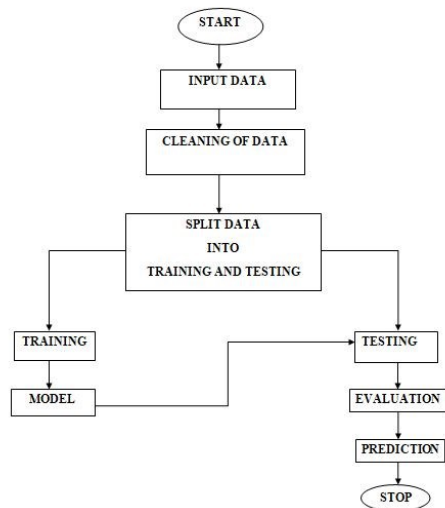 START
INPUT DATA
CLEANING OF DATA
SPLIT DATA
INTO
TRAINING AND TESTING
TRAINING
TESTING
MODEL
EVALUATION
PREDICTION
STOP